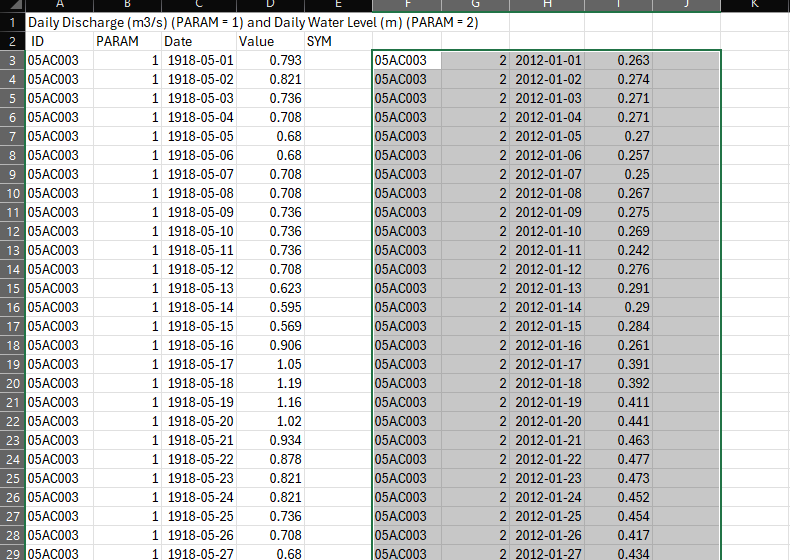 A B C D E F G H I J K
1 Daily Discharge (m3/s) (PARAM = 1) and Daily Water Level (m) (PARAM = 2)
2 ID PARAM Date Value SYM
3 05AC003 1 1918-05-01 0.793 05AC003 2 2012-01-01 0.263
4 05AC003 1 1918-05-02 0.821 05AC003 2 2012-01-02 0.274
5 05AC003 1 1918-05-03 0.736 05AC003 2 2012-01-03 0.271
6 05AC003 1 1918-05-04 0.708 05AC003 2 2012-01-04 0.271
7 05AC003 1 1918-05-05 0.68 05AC003 2 2012-01-05 0.27
8 05AC003 1 1918-05-06 0.68 05AC003 2 2012-01-06 0.257
9 05AC003 1 1918-05-07 0.708 05AC003 2 2012-01-07 0.25
10 05AC003 1 1918-05-08 0.708 05AC003 2 2012-01-08 0.267
11 05AC003 1 1918-05-09 0.736 05AC003 2 2012-01-09 0.275
12 05AC003 1 1918-05-10 0.736 05AC003 2 2012-01-10 0.269
13 05AC003 1 1918-05-11 0.736 05AC003 2 2012-01-11 0.242
14 05AC003 1 1918-05-12 0.708 05AC003 2 2012-01-12 0.276
15 05AC003 1 1918-05-13 0.623 05AC003 2 2012-01-13 0.291
16 05AC003 1 1918-05-14 0.595 05AC003 2 2012-01-14 0.29
17 05AC003 1 1918-05-15 0.569 05AC003 2 2012-01-15 0.284
18 05AC003 1 1918-05-16 0.906 05AC003 2 2012-01-16 0.261
19 05AC003 1 1918-05-17 1.05 05AC003 2 2012-01-17 0.391
20 05AC003 1 1918-05-18 1.19 05AC003 2 2012-01-18 0.392
21 05AC003 1 1918-05-19 1.16 05AC003 2 2012-01-19 0.411
22 05AC003 1 1918-05-20 1.02 05AC003 2 2012-01-20 0.441
23 05AC003 1 1918-05-21 0.934 05AC003 2 2012-01-21 0.463
24 05AC003 1 1918-05-22 0.878 05AC003 2 2012-01-22 0.477
25 05AC003 1 1918-05-23 0.821 05AC003 2 2012-01-23 0.473
26 05AC003 1 1918-05-24 0.821 05AC003 2 2012-01-24 0.452
27 05AC003 1 1918-05-25 0.736 05AC003 2 2012-01-25 0.454
28 05AC003 1 1918-05-26 0.708 05AC003 2 2012-01-26 0.417
29 05AC003 1 1918-05-27 0.68 05AC003 2 2012-01-27 0.434